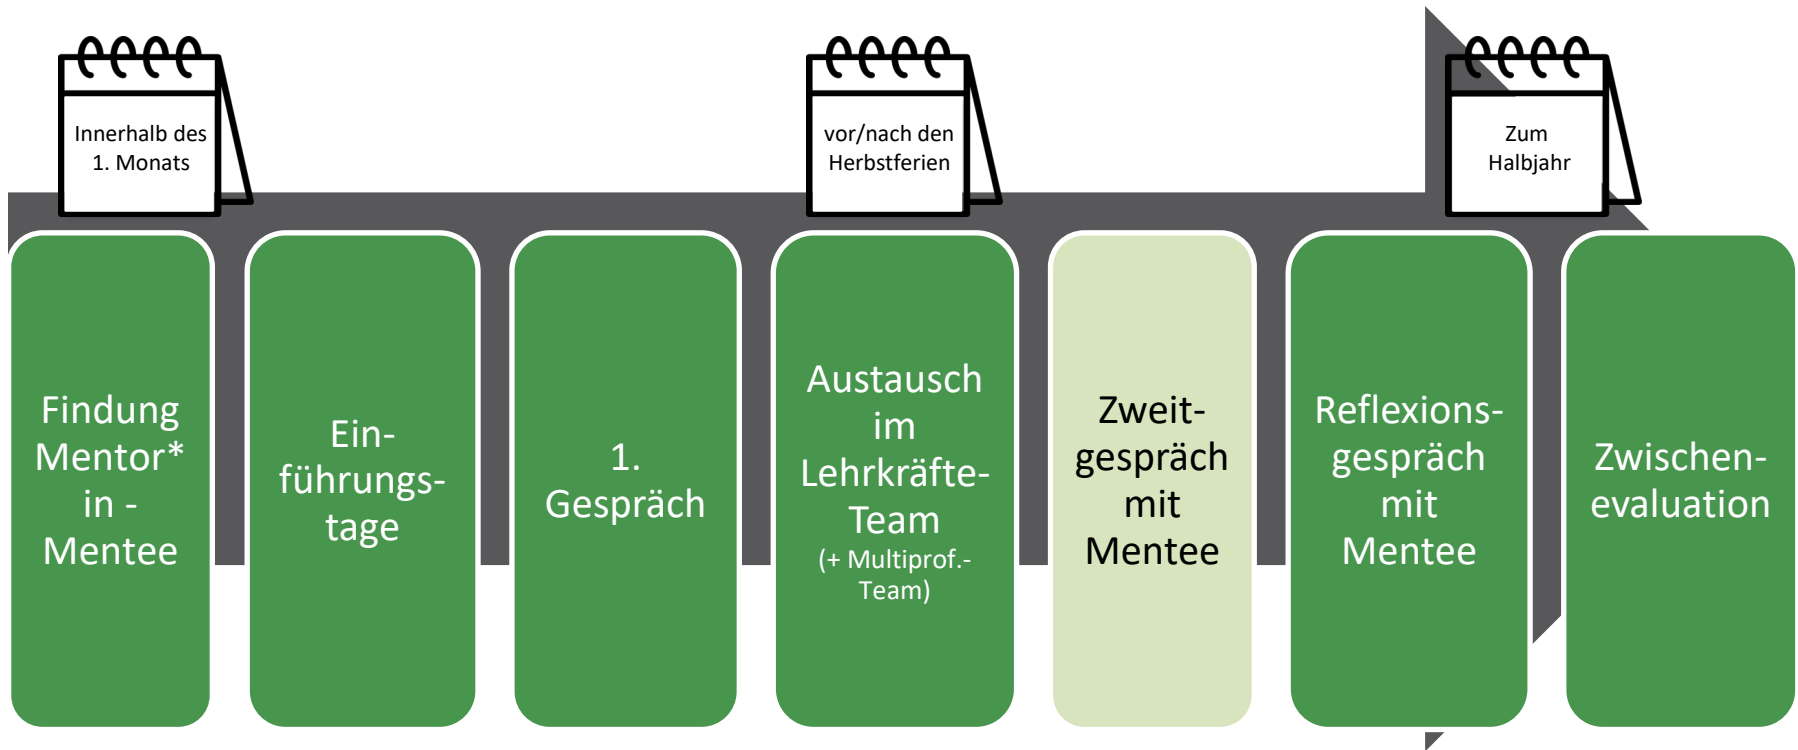 Innerhalb des
1. Monats
vor/nach den
Herbstferien
Zum
Halbjahr
Findung
Mentor*
in -
Mentee
Ein-
führungs-
tage
1.
Gespräch
Austausch
im
Lehrkräfte-
Team
(+ Multiprof.-
Team)
Zweit-
gespräch
mit
Mentee
Reflexions-
gespräch
mit
Mentee
Zwischen-
evaluation